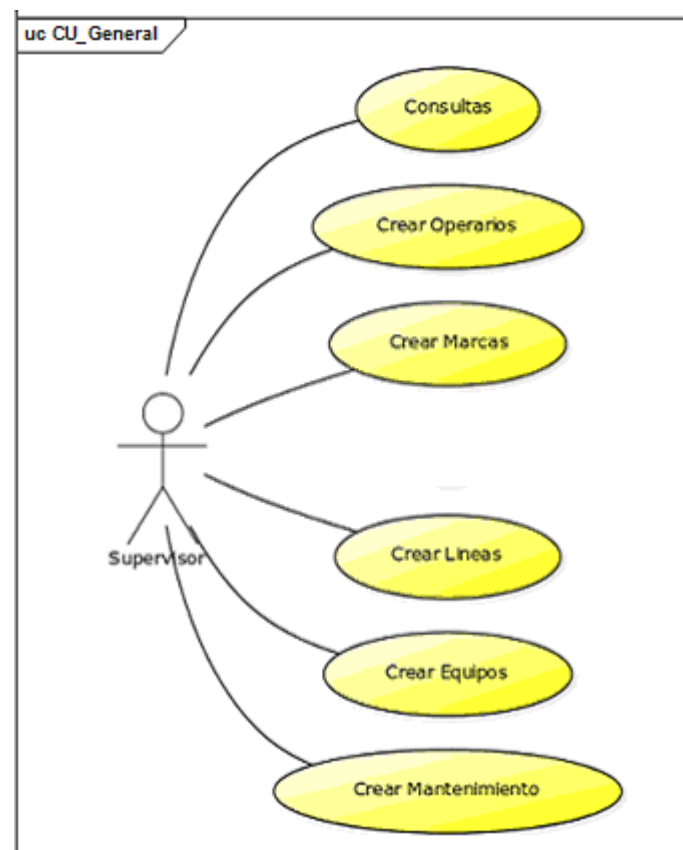 uc CU_General
Consultas
Crear Operarios
Crear Marcas
Supervisor
Crear Lineas
Crear Equipos
Crear Mantenimiento